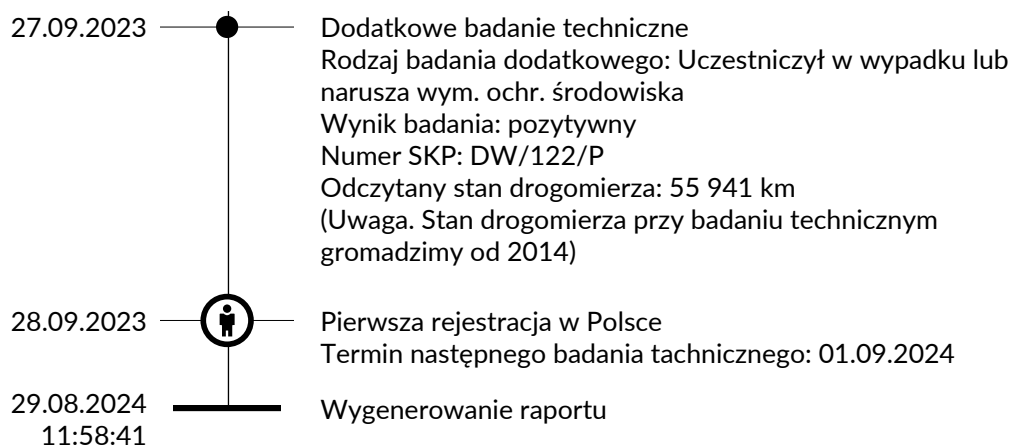 27.09.2023
Dodatkowe badanie techniczne
Rodzaj badania dodatkowego: Uczestniczył w wypadku lub
narusza wym. ochr. środowiska
Wynik badania: pozytywny
Numer SKP: DW/122/P
Odczytany stan drogomierza: 55 941 km
(Uwaga. Stan drogomierza przy badaniu technicznym
gromadzimy od 2014)
28.09.2023
Pierwsza rejestracja w Polsce
Termin następnego badania tachnicznego: 01.09.2024
29.08.2024
11:58:41
Wygenerowanie raportu